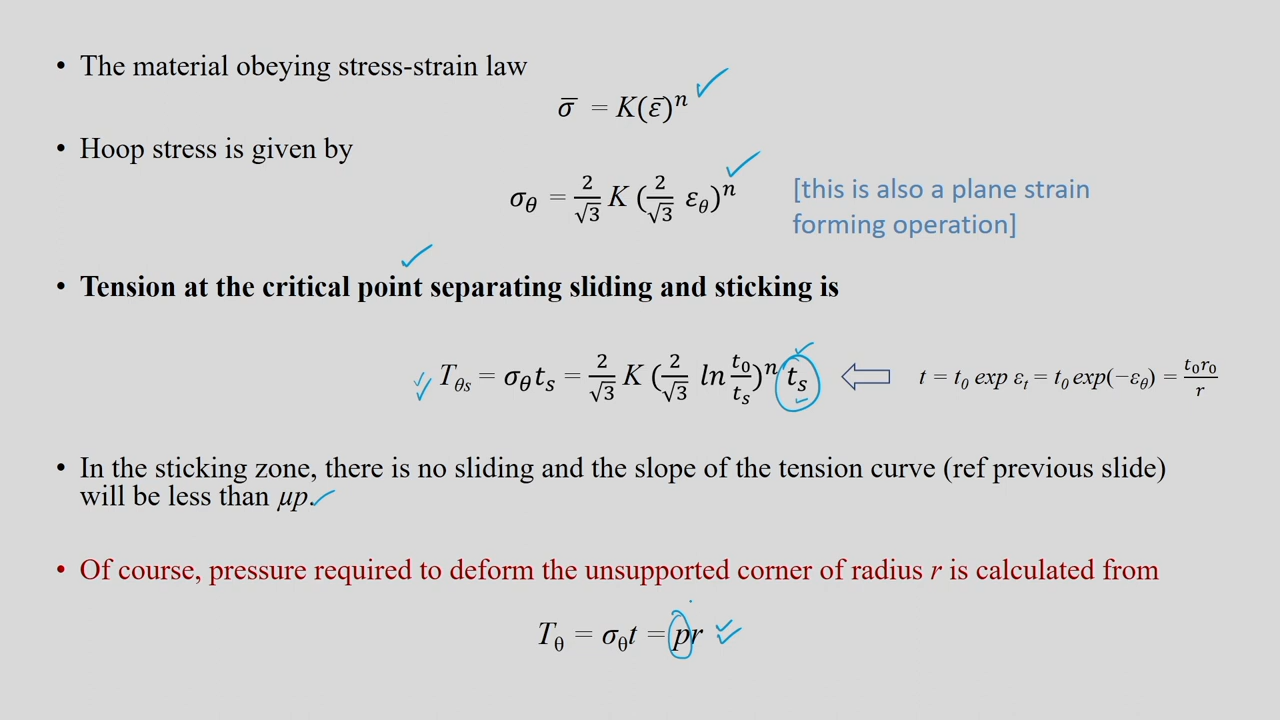 • The material obeying stress-strain law
σ̅ = K(ε̅)ⁿ
• Hoop stress is given by
σ_θ = 2/√3 K (2/√3 ε_θ)ⁿ
[this is also a plane strain
forming operation]
• Tension at the critical point separating sliding and sticking is
T_θs = σ_θ t_s = 2/√3 K (2/√3 ln t₀/t_s)ⁿ t_s
t = t₀ exp ε_t = t₀ exp(−ε_θ) = t₀r₀/r
• In the sticking zone, there is no sliding and the slope of the tension curve (ref previous slide)
will be less than μp.
• Of course, pressure required to deform the unsupported corner of radius r is calculated from
T_θ = σ_θ t = pr